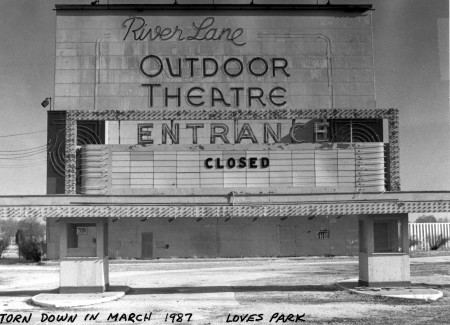 River Lane
OUTDOOR
THEATRE
ENTRANCE
CLOSED
TORN DOWN IN MARCH 1987 LOVES PARK